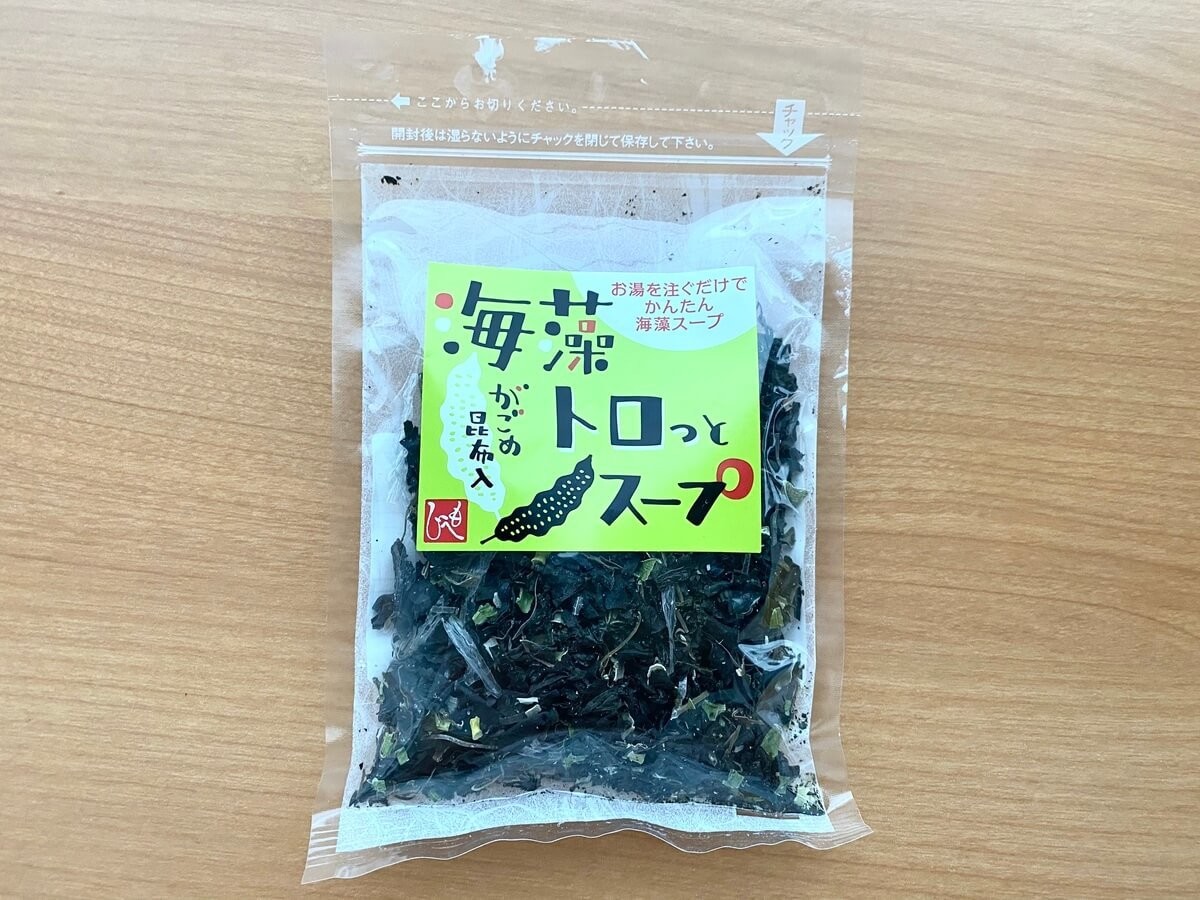 ここからお切りください。
チャック
開封後は湿らないようにチャックを閉じて保存して下さい。
お湯を注ぐだけで
かんたん
海藻スープ
海藻
がごめ
昆布入
トロっと
スープ
もへじ